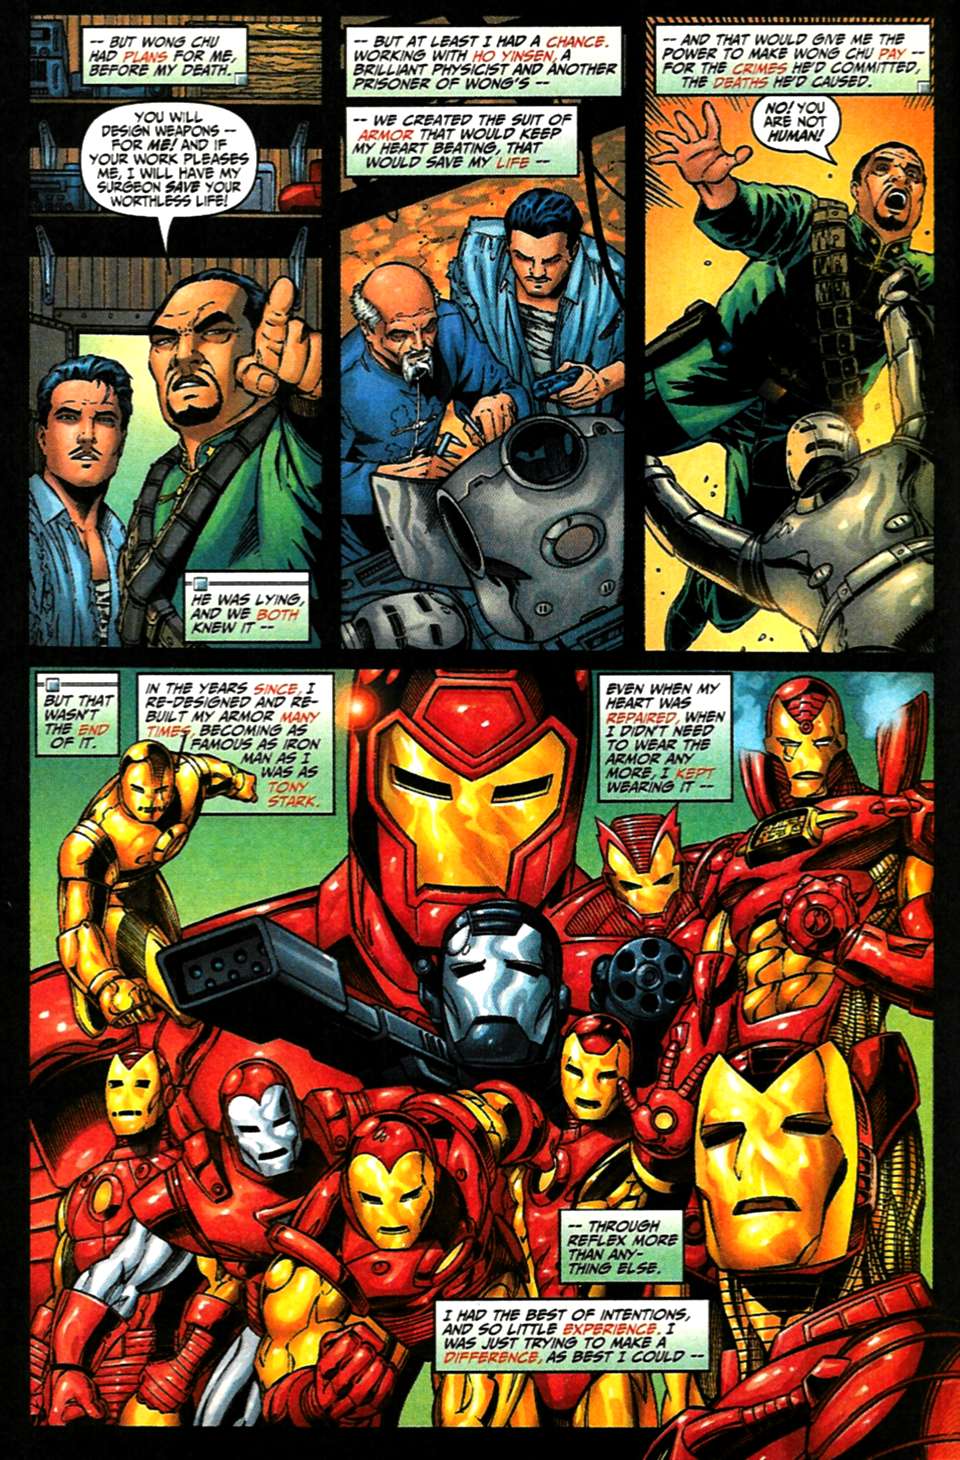 -- BUT WONG CHU
HAD PLANS FOR ME,
BEFORE MY DEATH.
YOU WILL
DESIGN WEAPONS --
FOR ME! AND IF
YOUR WORK PLEASES
ME, I WILL HAVE MY
SURGEON SAVE YOUR
WORTHLESS LIFE!
HE WAS LYING,
AND WE BOTH
KNEW IT --
-- BUT AT LEAST I HAD A CHANCE.
WORKING WITH HO YINSEN, A
BRILLIANT PHYSICIST AND ANOTHER
PRISONER OF WONG'S --
-- WE CREATED THE SUIT OF
ARMOR THAT WOULD KEEP
MY HEART BEATING, THAT
WOULD SAVE MY LIFE --
-- AND THAT WOULD GIVE ME THE
POWER TO MAKE WONG CHU PAY --
FOR THE CRIMES HE'D COMMITTED,
THE DEATHS HE'D CAUSED.
NO! YOU
ARE NOT
HUMAN!
BUT THAT
WASN'T
THE END
OF IT.
IN THE YEARS SINCE, I
RE-DESIGNED AND RE-
BUILT MY ARMOR MANY
TIMES, BECOMING AS
FAMOUS AS IRON
MAN AS I
WAS AS
TONY
STARK.
EVEN WHEN MY
HEART WAS
REPAIRED, WHEN
I DIDN'T NEED
TO WEAR THE
ARMOR ANY
MORE, I KEPT
WEARING IT --
-- THROUGH
REFLEX MORE
THAN ANY-
THING ELSE.
I HAD THE BEST OF INTENTIONS,
AND SO LITTLE EXPERIENCE. I
WAS JUST TRYING TO MAKE A
DIFFERENCE, AS BEST I COULD --